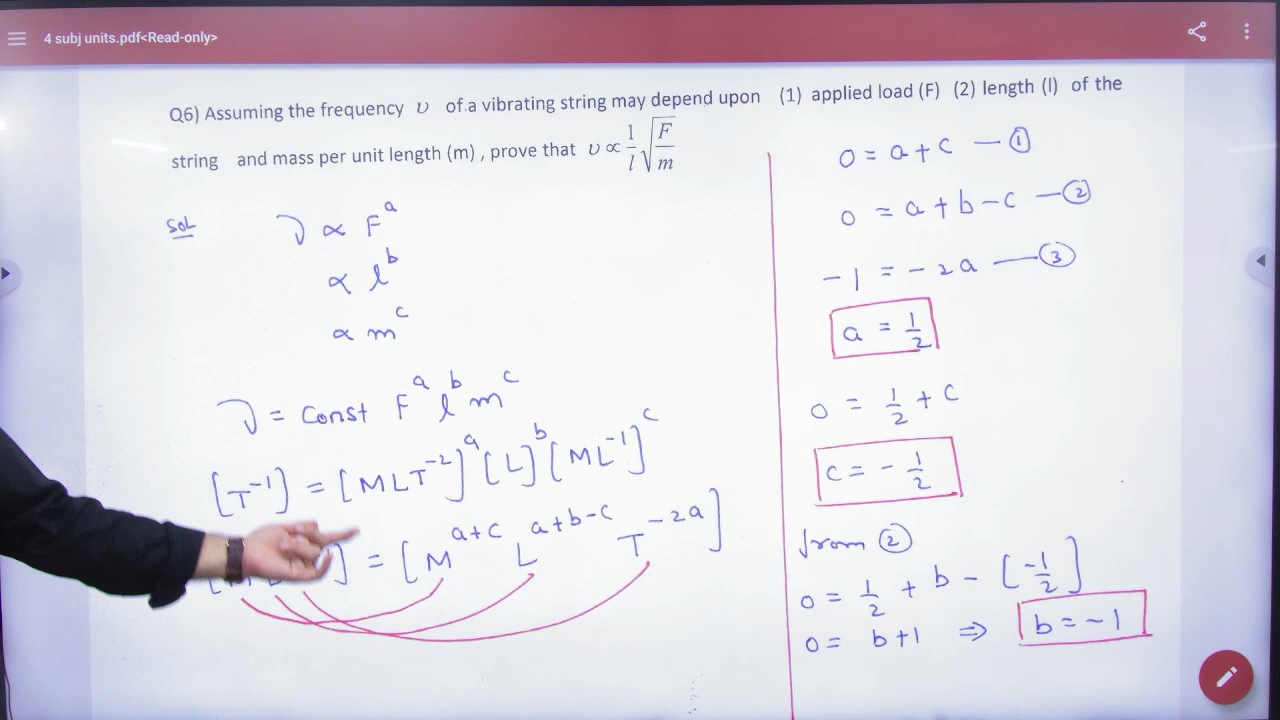 4 subj units.pdf<Read-only>
Q6) Assuming the frequency υ of.a vibrating string may depend upon (1) applied load (F) (2) length (l) of the
string and mass per unit length (m) , prove that υ ∝ 1/l √(F/m)
Sol
ν ∝ F^a
∝ l^b
∝ m^c
ν = Const F^a l^b m^c
[T^-1] = [MLT^-2]^a [L]^b [ML^-1]^c
] = [M^a+c L^a+b-c T^-2a]
0 = a + c — ①
0 = a + b - c — ②
-1 = - 2a — ③
a = 1/2
0 = 1/2 + c
c = - 1/2
from ②
0 = 1/2 + b - [-1/2]
0 = b+1 ⇒ b = -1